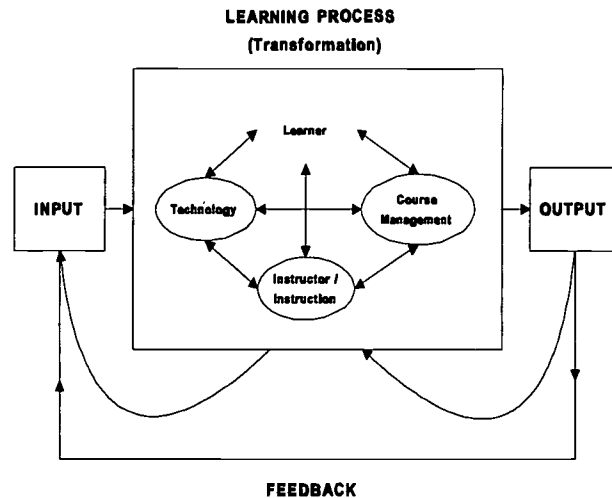 LEARNING PROCESS
(Transformation)
Learner
INPUT
Technology
Course
Management
OUTPUT
Instructor /
Instruction
FEEDBACK